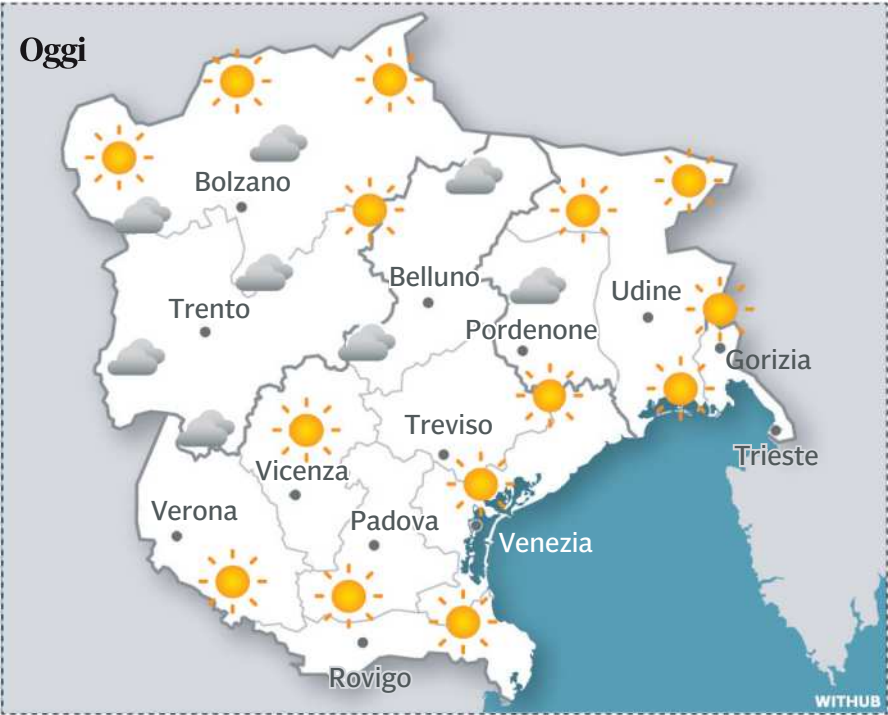 Oggi
Bolzano
Belluno
Udine
Trento
Pordenone
Gorizia
Treviso
Trieste
Vicenza
Verona
Padova
Venezia
Rovigo
WITHUB